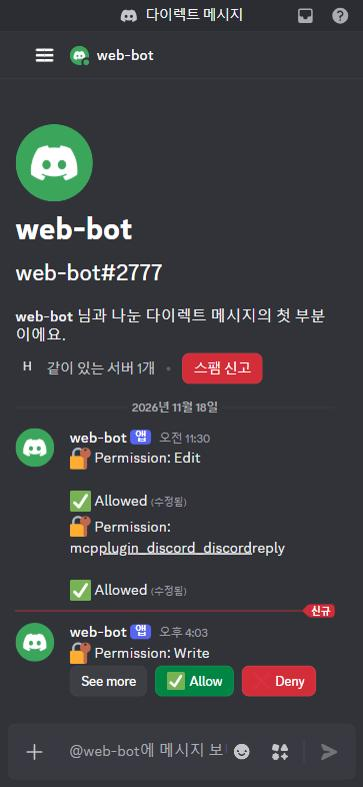 다이렉트 메시지
web-bot
web-bot
web-bot#2777
web-bot 님과 나눈 다이렉트 메시지의 첫 부분
이에요.
H 같이 있는 서버 1개 • 스팸 신고
2026년 11월 18일
web-bot 앱 오전 11:30
Permission: Edit
Allowed (수정됨)
Permission:
mcpplugin_discord_discordreply
Allowed (수정됨)
신규
web-bot 앱 오후 4:03
Permission: Write
See more Allow Deny
@web-bot에 메시지 보